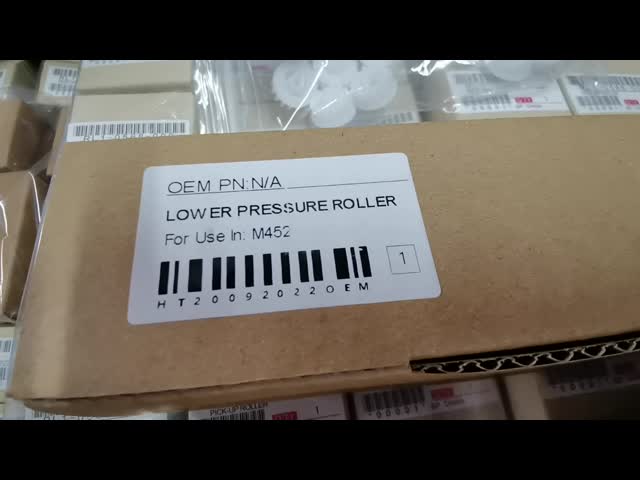 OEM PN:N/A
LOWER PRESSURE ROLLER
For Use In: M452
1
HT20092022OEM
PICK-UP ROLLER
1